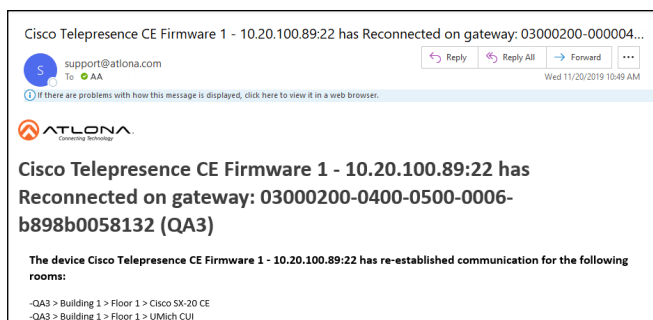 Cisco Telepresence CE Firmware 1 - 10.20.100.89:22 has Reconnected on gateway: 03000200-000004...
S
support@atlona.com
To AA
Reply
Reply All
Forward
...
Wed 11/20/2019 10:49 AM
If there are problems with how this message is displayed, click here to view it in a web browser.
ATLONA.
Connecting Technology
Cisco Telepresence CE Firmware 1 - 10.20.100.89:22 has
Reconnected on gateway: 03000200-0400-0500-0006-
b898b0058132 (QA3)
The device Cisco Telepresence CE Firmware 1 - 10.20.100.89:22 has re-established communication for the following
rooms:
-QA3 > Building 1 > Floor 1 > Cisco SX-20 CE
-QA3 > Building 1 > Floor 1 > UMich CUI